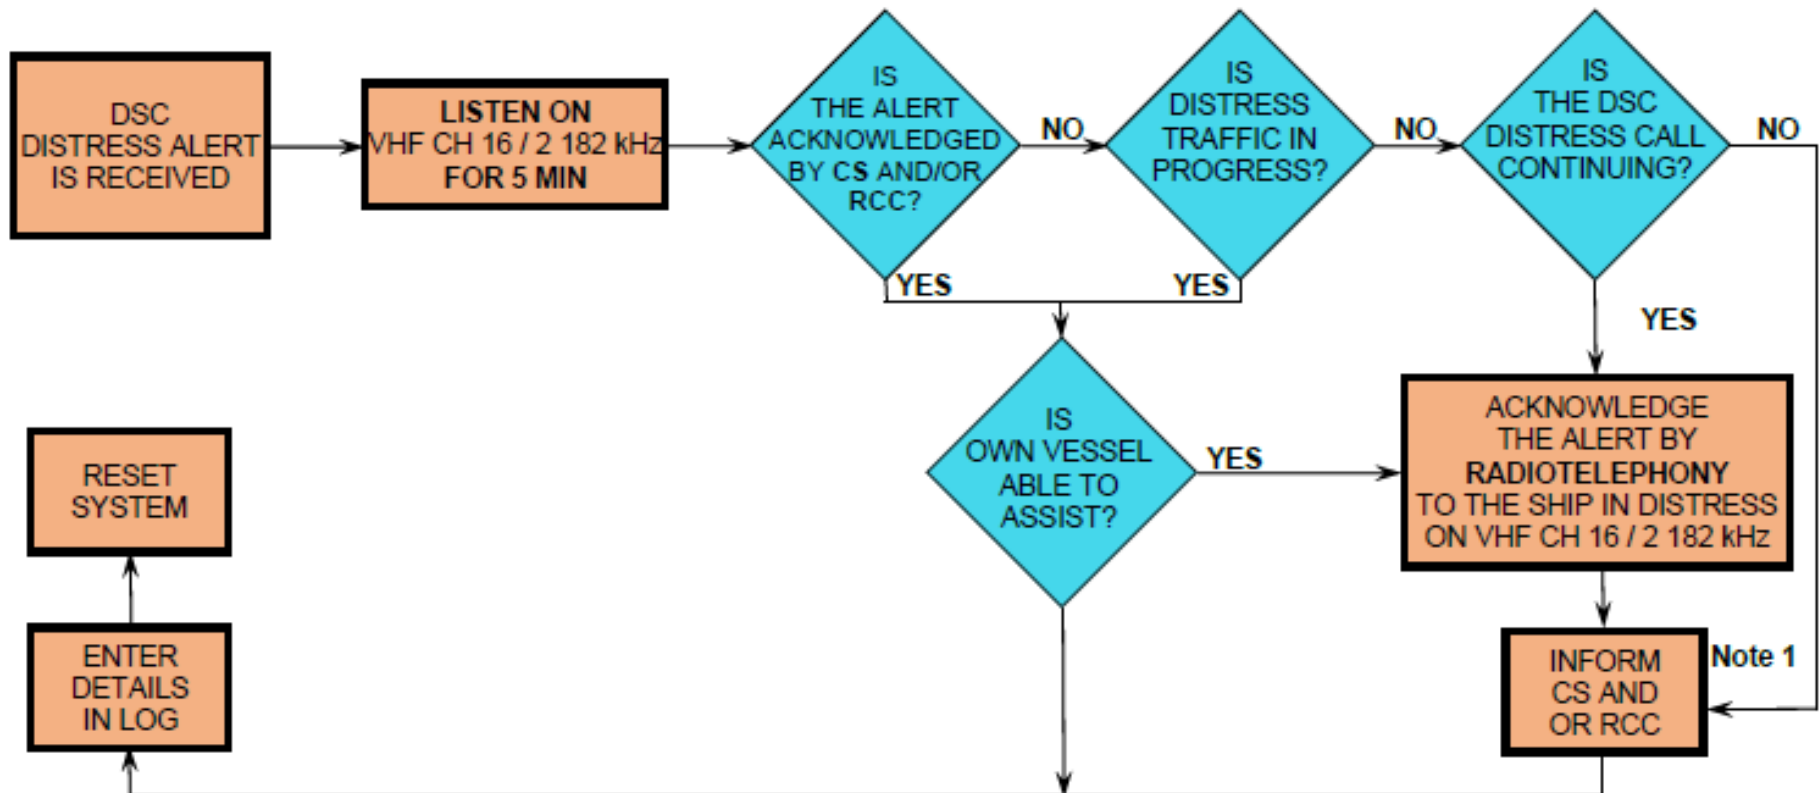 DSC
DISTRESS ALERT
IS RECEIVED
LISTEN ON
VHF CH 16 / 2 182 kHz
FOR 5 MIN
IS
THE ALERT
ACKNOWLEDGED
BY CS AND/OR
RCC?
NO
YES
IS
DISTRESS
TRAFFIC IN
PROGRESS?
NO
YES
IS
THE DSC
DISTRESS CALL
CONTINUING?
NO
YES
IS
OWN VESSEL
ABLE TO
ASSIST?
YES
ACKNOWLEDGE
THE ALERT BY
RADIOTELEPHONY
TO THE SHIP IN DISTRESS
ON VHF CH 16 / 2 182 kHz
INFORM
CS AND
OR RCC
Note 1
ENTER
DETAILS
IN LOG
RESET
SYSTEM